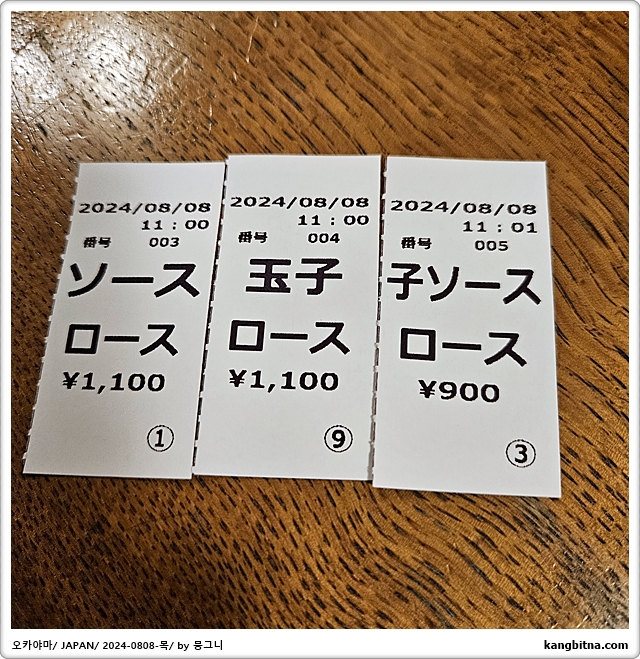 2024/08/08
11:00
番号 003
ソース
ロース
¥1,100
①
2024/08/08
11:00
番号 004
玉子
ロース
¥1,100
⑨
2024/08/08
11:01
番号 005
子ソース
ロース
¥900
③
오카야마/ JAPAN/ 2024-0808-목/ by 뭉그니
kangbitna.com